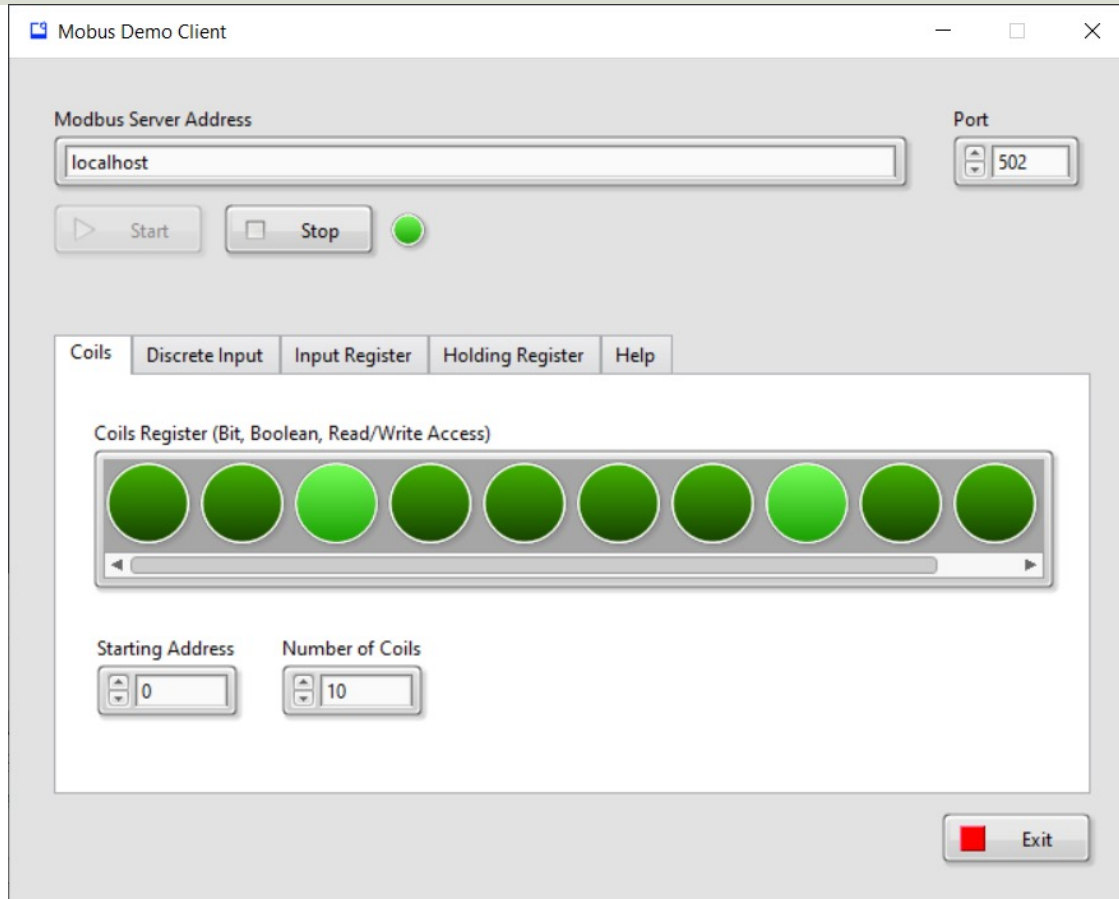 Mobus Demo Client
Modbus Server Address
Port
localhost
502
Start
Stop
Coils
Discrete Input
Input Register
Holding Register
Help
Coils Register (Bit, Boolean, Read/Write Access)
Starting Address
Number of Coils
0
10
Exit